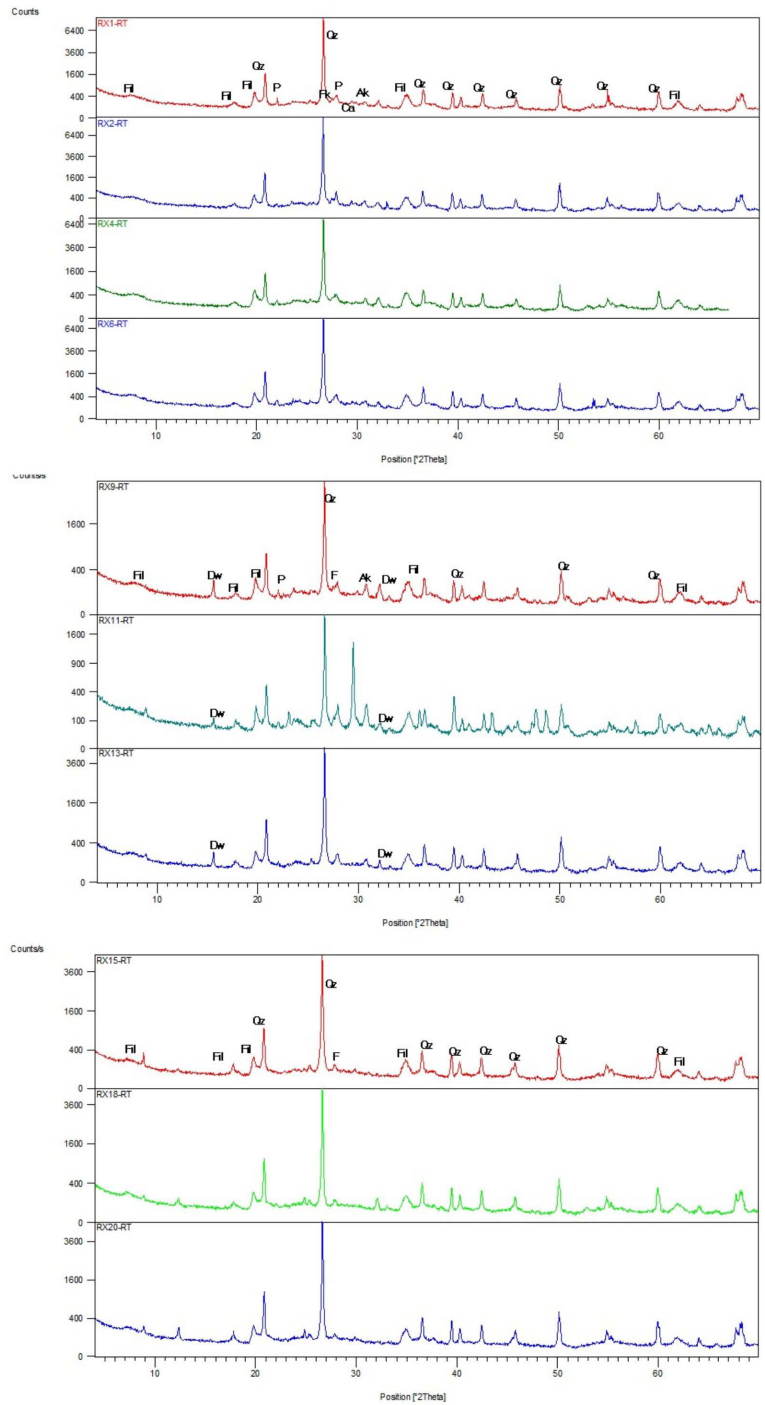 Counts
RX1-RT
6400
3600
1600
400
0
Fil Fil Fil Qz P Qz Fk P Ca Ak Fil Qz Qz Qz Qz Qz Qz Qz Fil
RX2-RT
6400
3600
1600
400
0
RX4-RT
6400
3600
1600
400
0
RX6-RT
6400
3600
1600
400
0
10 20 30 40 50 60
Position [°2Theta]
Counts/s
RX9-RT
1600
400
0
Fil Dw Fil Fil P Qz F Ak Dw Fil Qz Qz Qz Fil
RX11-RT
1600
900
400
100
0
Dw Dw
RX13-RT
3600
1600
400
0
Dw Dw
10 20 30 40 50 60
Position [°2Theta]
Counts/s
RX15-RT
3600
1600
400
0
Fil Fil Fil Qz Qz F Fil Qz Qz Qz Qz Qz Qz Fil
RX18-RT
3600
1600
400
0
RX20-RT
3600
1600
400
0
10 20 30 40 50 60
Position [°2Theta]